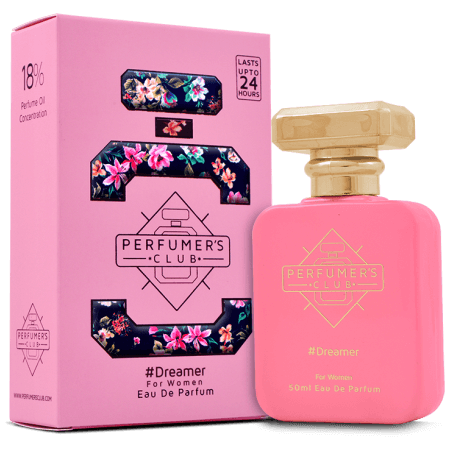 18%
Perfume Oil
Concentration
PERFUMER'S
CLUB
WWW.PERFUMERSCLUB.COM
LASTS
UPTO
24
HOURS
PERFUMER'S
• CLUB •
#Dreamer
For Women
Eau De Parfum
PERFUMER'S
• CLUB •
#Dreamer
For Women
50ml Eau De Parfum